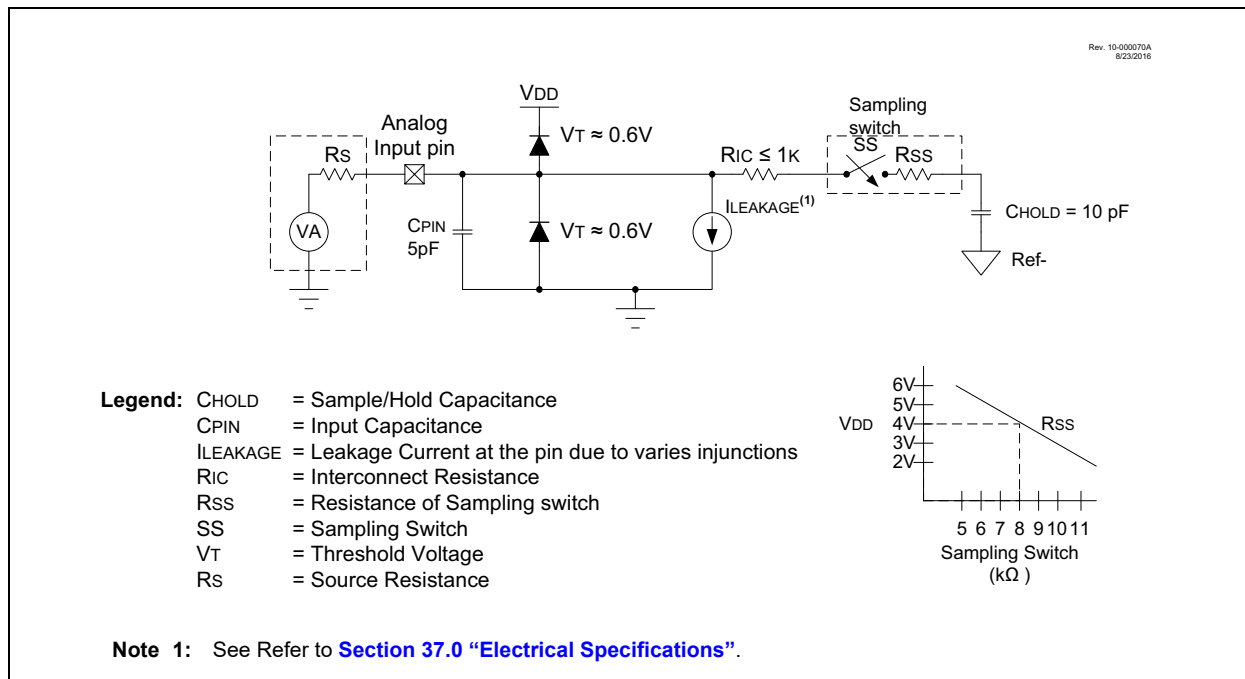 Rev. 10-000070A
8/23/2016
VDD
Sampling
switch
Analog
Input pin
VT ≈ 0.6V
SS
RS
RIC ≤ 1K
RSS
ILEAKAGE(1)
CHOLD = 10 pF
VA
CPIN
5pF
VT ≈ 0.6V
Ref-
Legend: CHOLD = Sample/Hold Capacitance
CPIN = Input Capacitance
ILEAKAGE = Leakage Current at the pin due to varies injunctions
RIC = Interconnect Resistance
RSS = Resistance of Sampling switch
SS = Sampling Switch
VT = Threshold Voltage
RS = Source Resistance
6V
5V
VDD 4V RSS
3V
2V
5 6 7 8 9 10 11
Sampling Switch
(kΩ )
Note 1: See Refer to Section 37.0 “Electrical Specifications”.